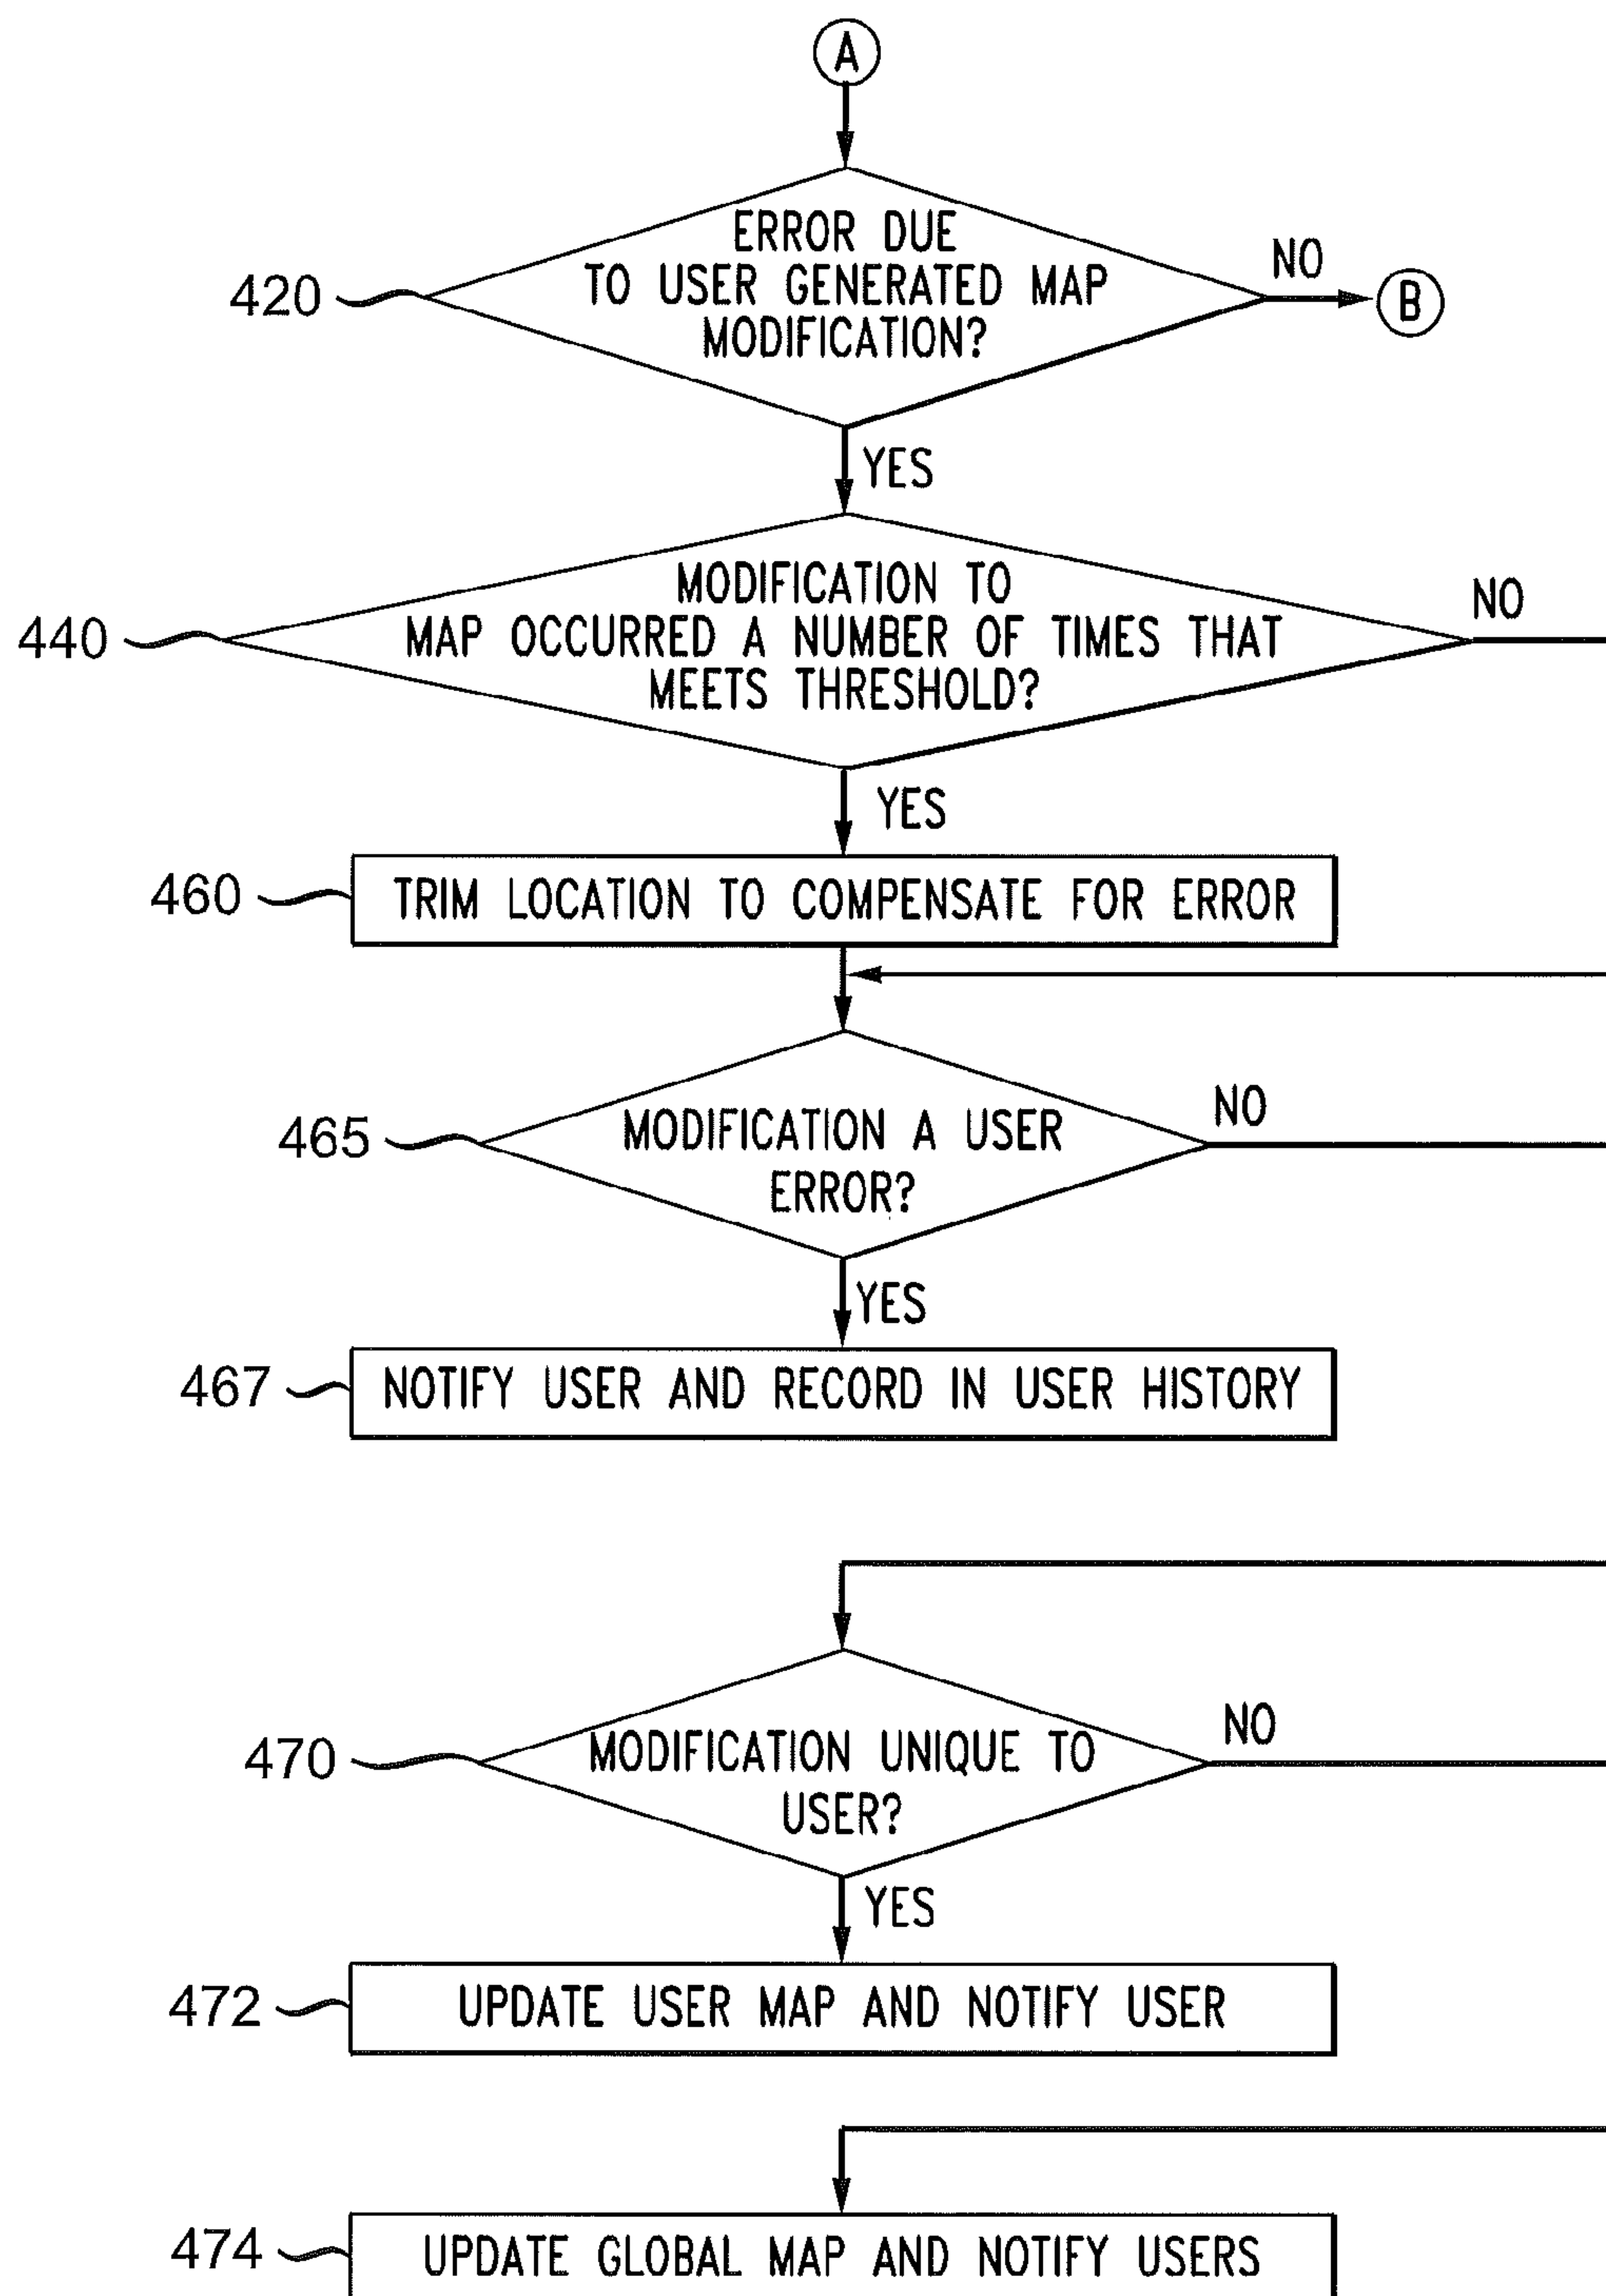 A
ERROR DUE
TO USER GENERATED MAP
MODIFICATION?
420
NO
B
YES
MODIFICATION TO
MAP OCCURRED A NUMBER OF TIMES THAT
MEETS THRESHOLD?
440
NO
YES
460
TRIM LOCATION TO COMPENSATE FOR ERROR
MODIFICATION A USER
ERROR?
465
NO
YES
467
NOTIFY USER AND RECORD IN USER HISTORY
MODIFICATION UNIQUE TO
USER?
470
NO
YES
472
UPDATE USER MAP AND NOTIFY USER
474
UPDATE GLOBAL MAP AND NOTIFY USERS